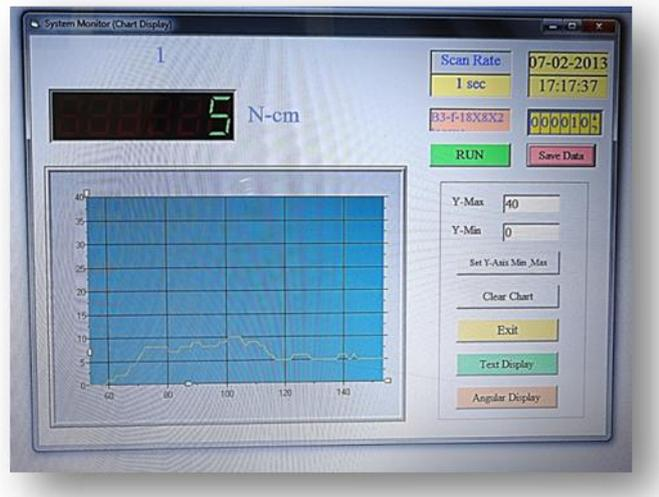 System Monitor (Chart Display)
1
5 N-cm
Scan Rate
1 sec
07-02-2013
17:17:37
B3-f-18X8X2
RUN
Save Data
Y-Max 40
Y-Min 0
Set Y-Axis Min ,Max
Clear Chart
Exit
Text Display
Angular Display
40
35
30
25
20
15
10
5
0
60 80 100 120 140